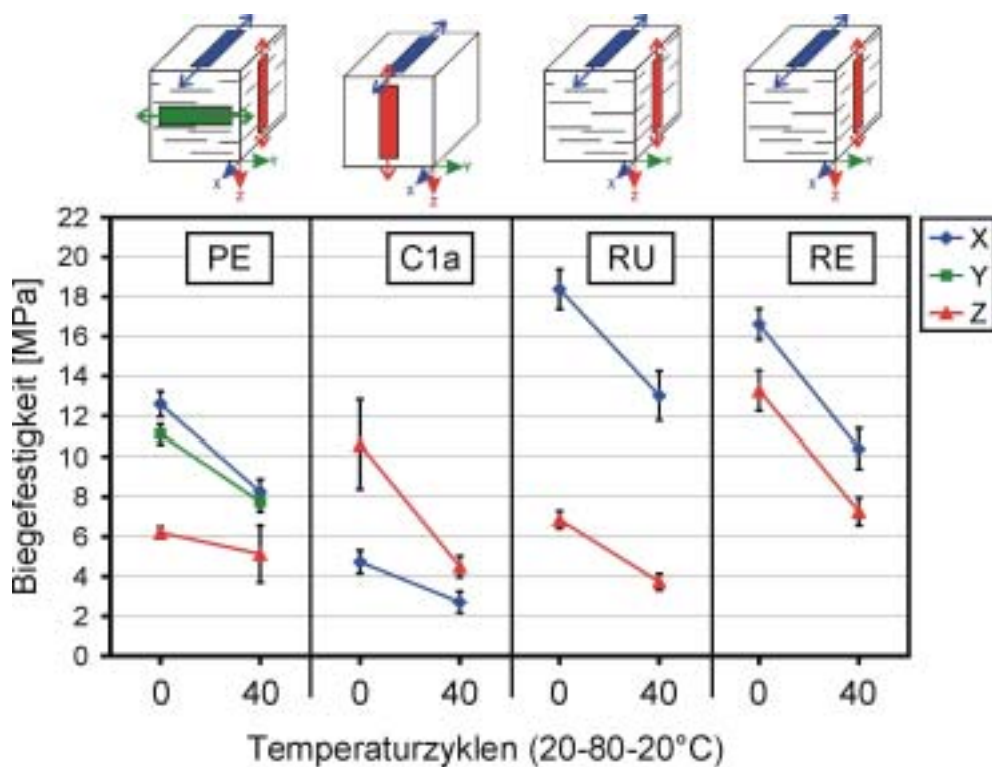 Y
X
Z
Y
X
Z
Y
X
Z
Y
X
Z
22
20
18
16
14
12
10
8
6
4
2
0
Biegefestigkeit [MPa]
PE
C1a
RU
RE
X
Y
Z
0 40 0 40 0 40 0 40
Temperaturzyklen (20-80-20°C)